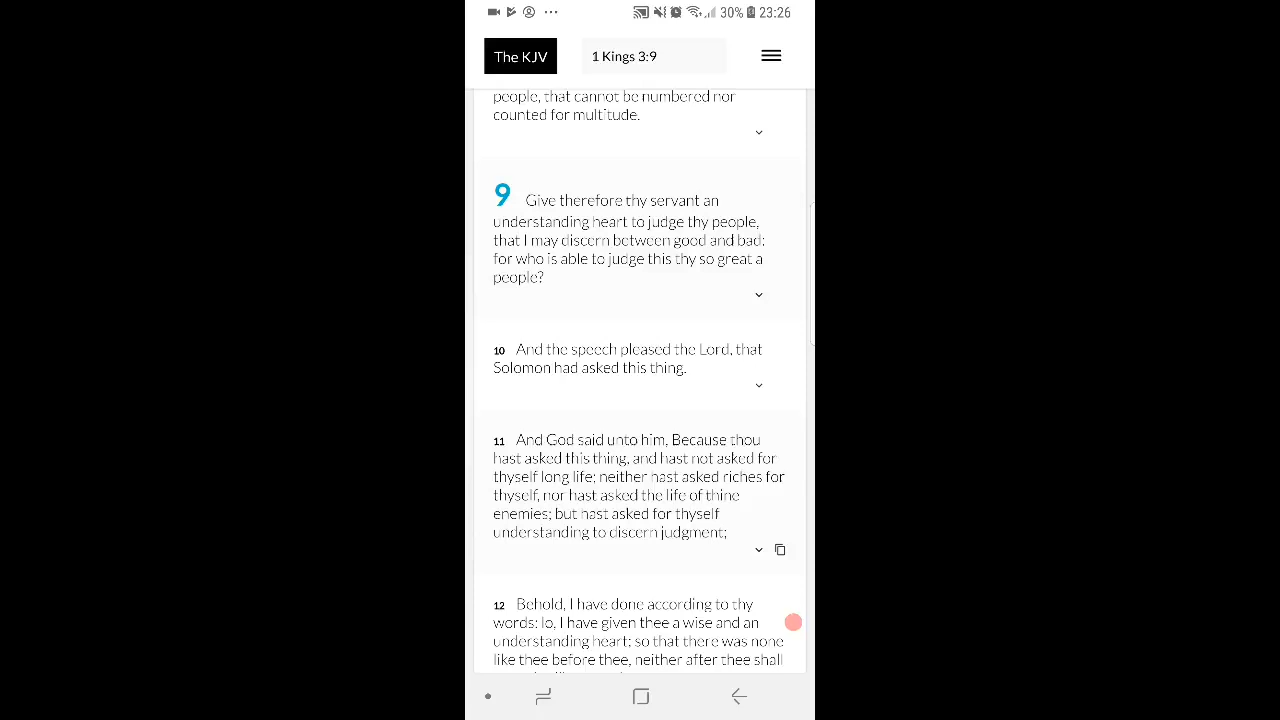 30% 23:26
The KJV
1 Kings 3:9
people, that cannot be numbered nor
counted for multitude.
9 Give therefore thy servant an
understanding heart to judge thy people,
that I may discern between good and bad:
for who is able to judge this thy so great a
people?
10 And the speech pleased the Lord, that
Solomon had asked this thing.
11 And God said unto him, Because thou
hast asked this thing, and hast not asked for
thyself long life; neither hast asked riches for
thyself, nor hast asked the life of thine
enemies; but hast asked for thyself
understanding to discern judgment;
12 Behold, I have done according to thy
words: lo, I have given thee a wise and an
understanding heart; so that there was none
like thee before thee, neither after thee shall